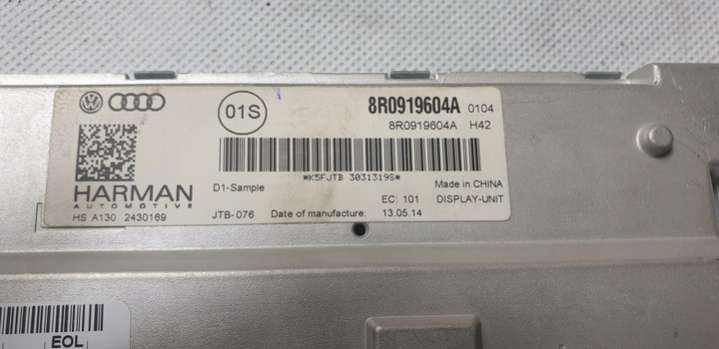 01S
8R0919604A 0104
8R0919604A H42
*K5FJTB 3031319S*
HARMAN
AUTOMOTIVE
HS A130 2430169
D1-Sample
Made in CHINA
EC: 101 DISPLAY-UNIT
JTB-076 Date of manufacture: 13.05.14
EOL